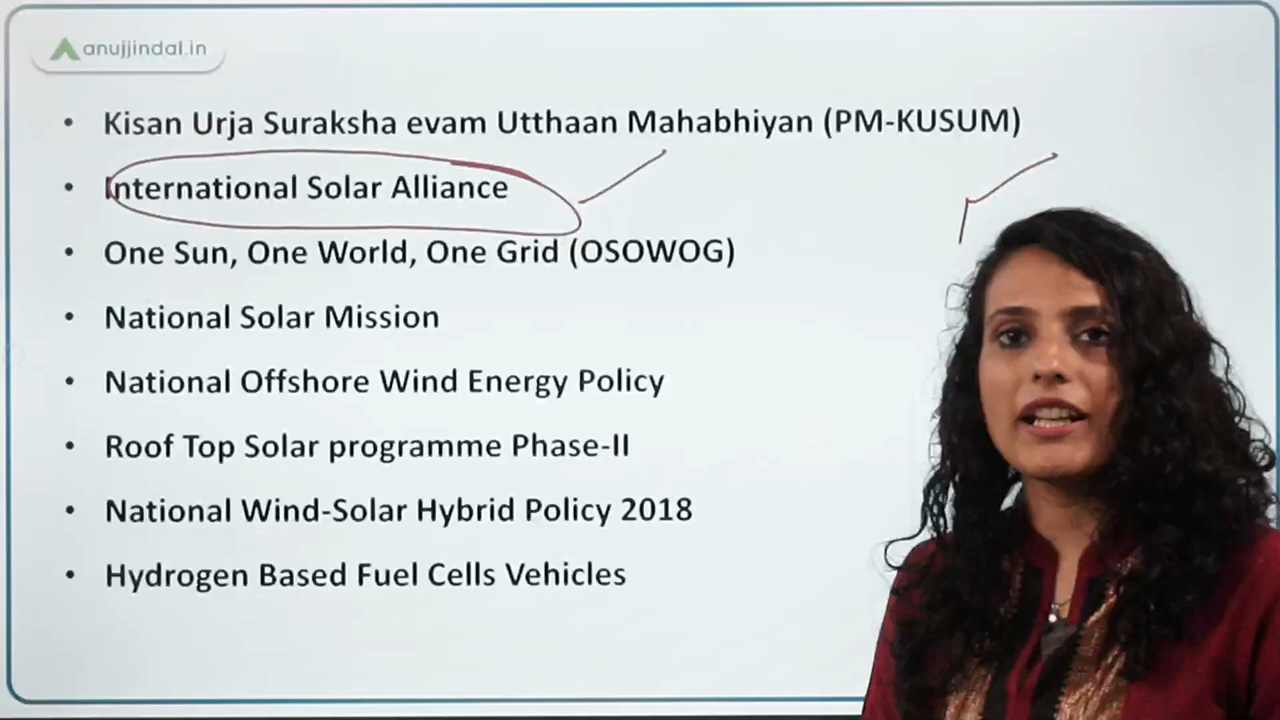 anujjindal.in
• Kisan Urja Suraksha evam Utthaan Mahabhiyan (PM-KUSUM)
• International Solar Alliance
• One Sun, One World, One Grid (OSOWOG)
• National Solar Mission
• National Offshore Wind Energy Policy
• Roof Top Solar programme Phase-II
• National Wind-Solar Hybrid Policy 2018
• Hydrogen Based Fuel Cells Vehicles